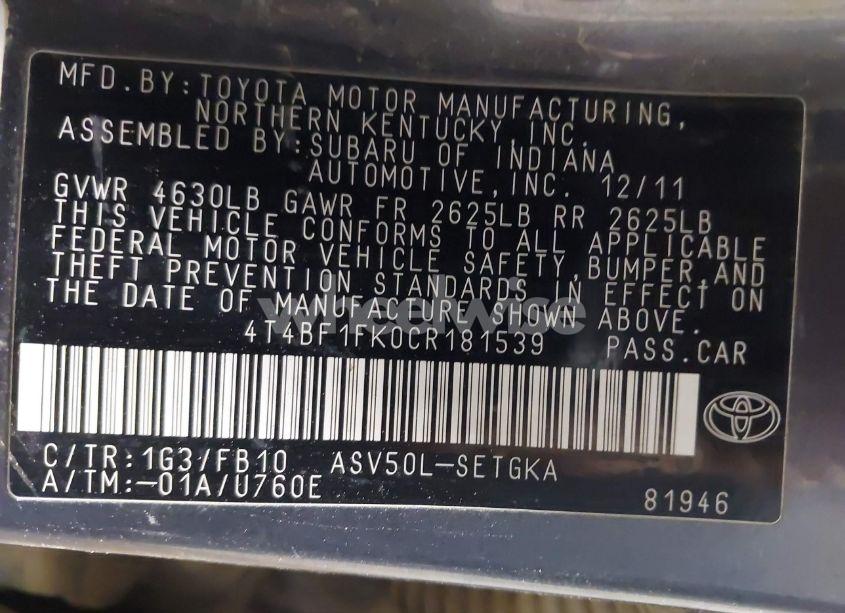 MFD.BY:TOYOTA MOTOR MANUFACTURING,
NORTHERN KENTUCKY,INC.
ASSEMBLED BY:SUBARU OF INDIANA
AUTOMOTIVE,INC. 12/11
GVWR 4630LB GAWR FR 2625LB RR 2625LB
THIS VEHICLE CONFORMS TO ALL APPLICABLE
FEDERAL MOTOR VEHICLE SAFETY,BUMPER,AND
THEFT PREVENTION STANDARDS IN EFFECT ON
THE DATE OF MANUFACTURE SHOWN ABOVE.
wheelwise
4T4BF1FK0CR181539 PASS.CAR
C/TR:1G3/FB10 ASV50L-SETGKA
A/TM:-01A/U760E
81946